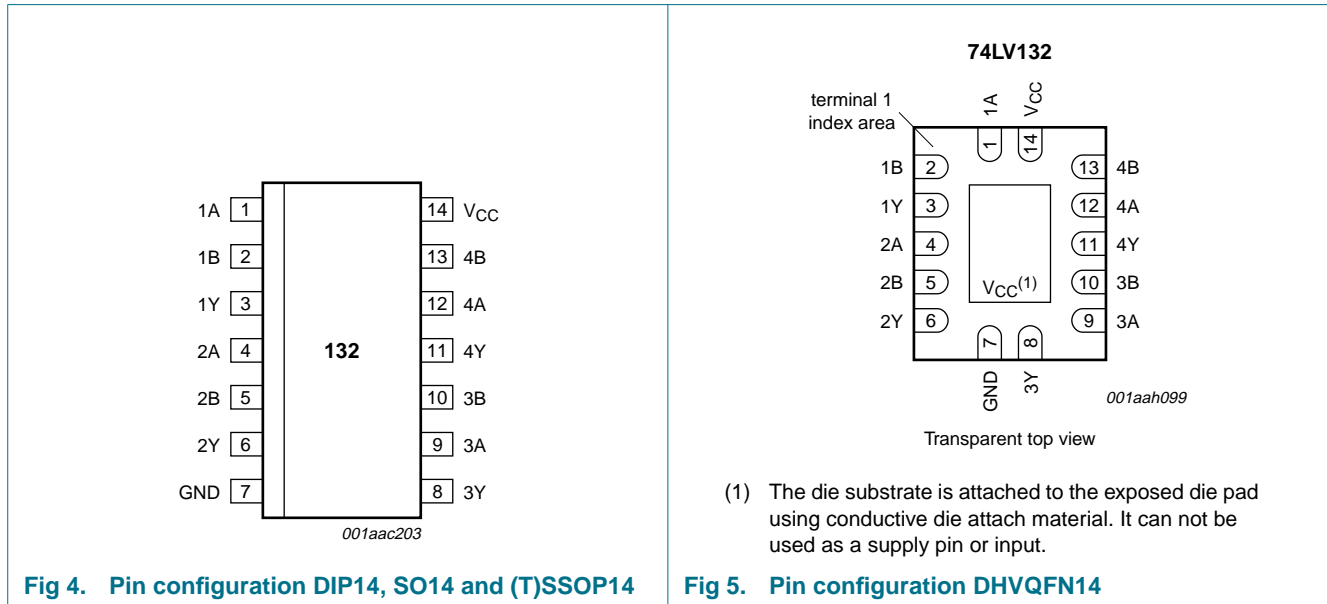 1A 1 14 VCC
1B 2 13 4B
1Y 3 12 4A
2A 4 132 11 4Y
2B 5 10 3B
2Y 6 9 3A
GND 7 8 3Y
001aac203
Fig 4. Pin configuration DIP14, SO14 and (T)SSOP14
74LV132
terminal 1
index area
1A VCC
1 14
1B 2 13 4B
1Y 3 12 4A
2A 4 11 4Y
2B 5 VCC(1) 10 3B
2Y 6 9 3A
7 8
GND 3Y
001aah099
Transparent top view
(1) The die substrate is attached to the exposed die pad
using conductive die attach material. It can not be
used as a supply pin or input.
Fig 5. Pin configuration DHVQFN14